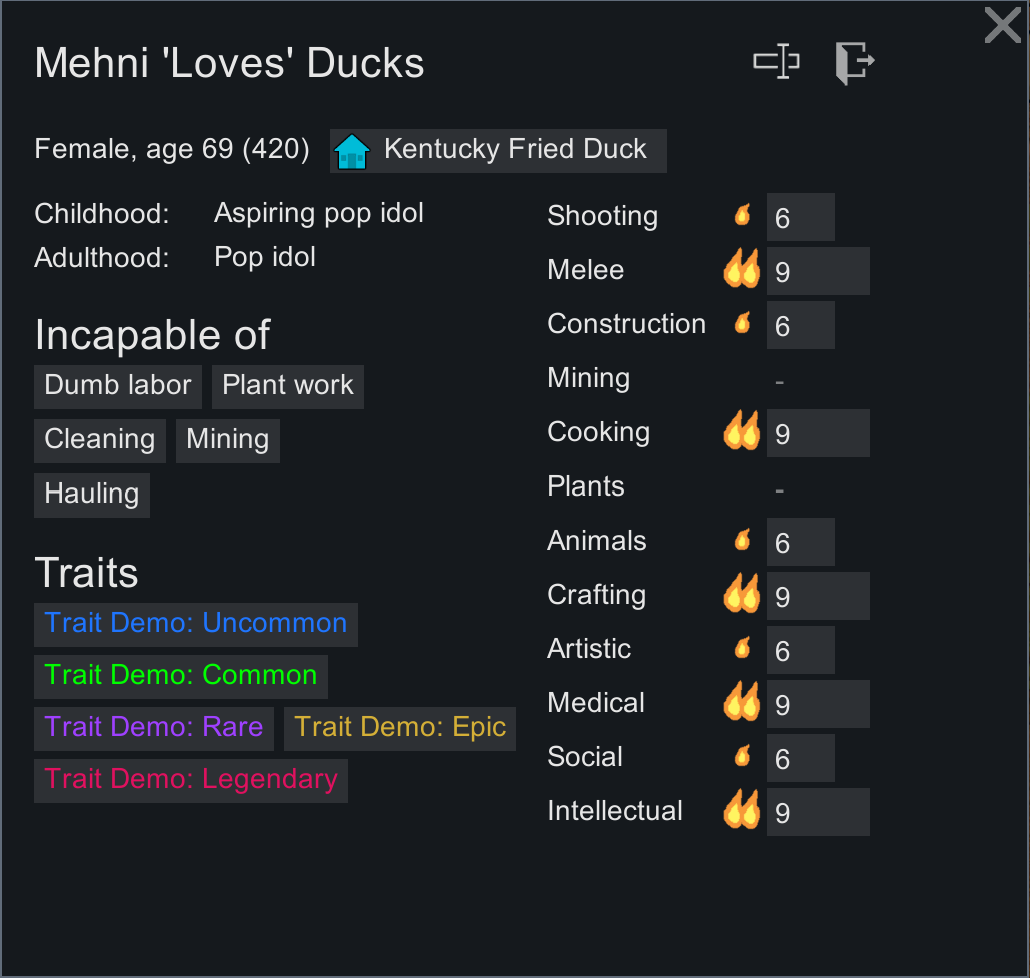 Mehni 'Loves' Ducks
Female, age 69 (420) Kentucky Fried Duck
Childhood: Aspiring pop idol
Adulthood: Pop idol
Incapable of
Dumb labor Plant work
Cleaning Mining
Hauling
Traits
Trait Demo: Uncommon
Trait Demo: Common
Trait Demo: Rare Trait Demo: Epic
Trait Demo: Legendary
Shooting 6
Melee 9
Construction 6
Mining -
Cooking 9
Plants -
Animals 6
Crafting 9
Artistic 6
Medical 9
Social 6
Intellectual 9